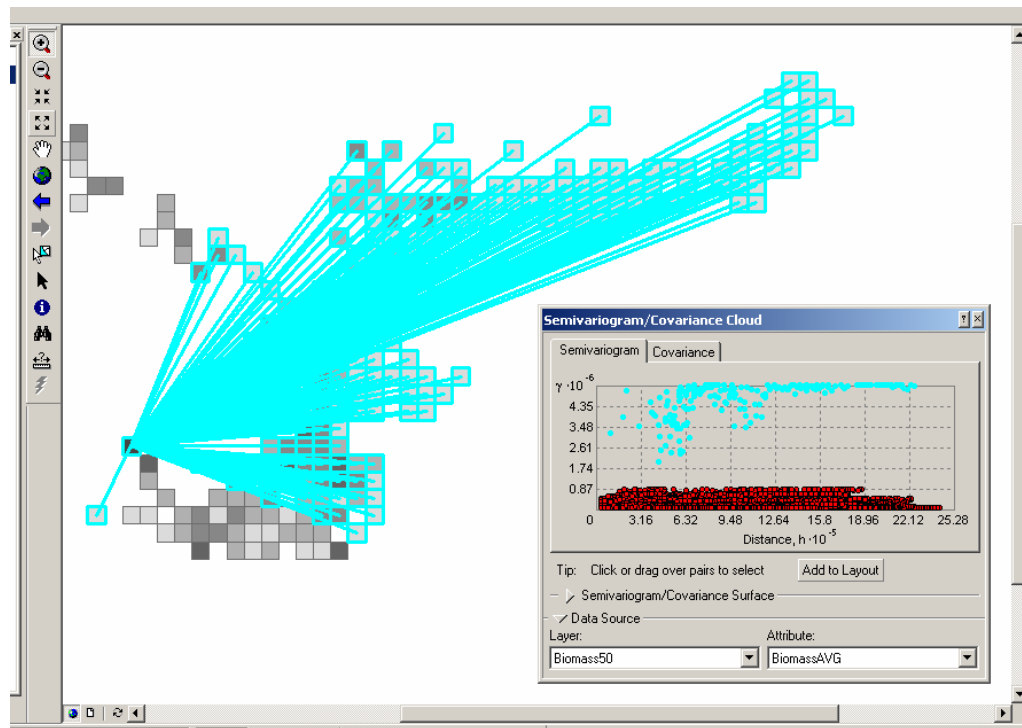 Semivariogram/Covariance Cloud
Semivariogram Covariance
γ ·10 -6
4.35
3.48
2.61
1.74
0.87
0 3.16 6.32 9.48 12.64 15.8 18.96 22.12 25.28
Distance, h ·10 -5
Tip: Click or drag over pairs to select Add to Layout
Semivariogram/Covariance Surface
Data Source
Layer: Attribute:
Biomass50 BiomassAVG